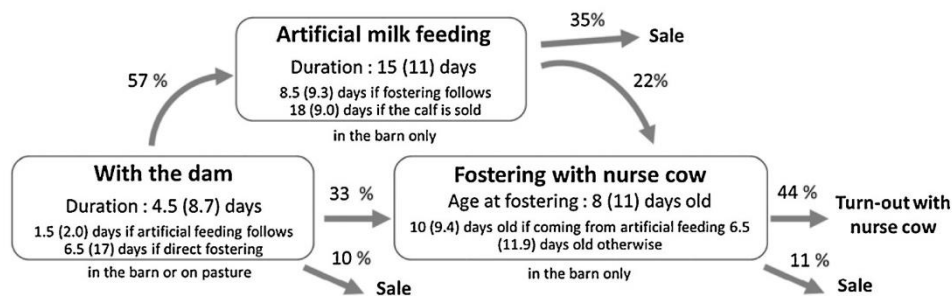 35%
Artificial milk feeding
Sale
Duration : 15 (11) days
57 %
22%
8.5 (9.3) days if fostering follows
18 (9.0) days if the calf is sold
in the barn only
With the dam
Fostering with nurse cow
33 %
Duration : 4.5 (8.7) days
Age at fostering : 8 (11) days old
44 %
Turn-out with
nurse cow
1.5 (2.0) days if artificial feeding follows
6.5 (17) days if direct fostering
10 (9.4) days old if coming from artificial feeding 6.5
(11.9) days old otherwise
in the barn or on pasture
10 %
in the barn only
11 %
Sale
Sale